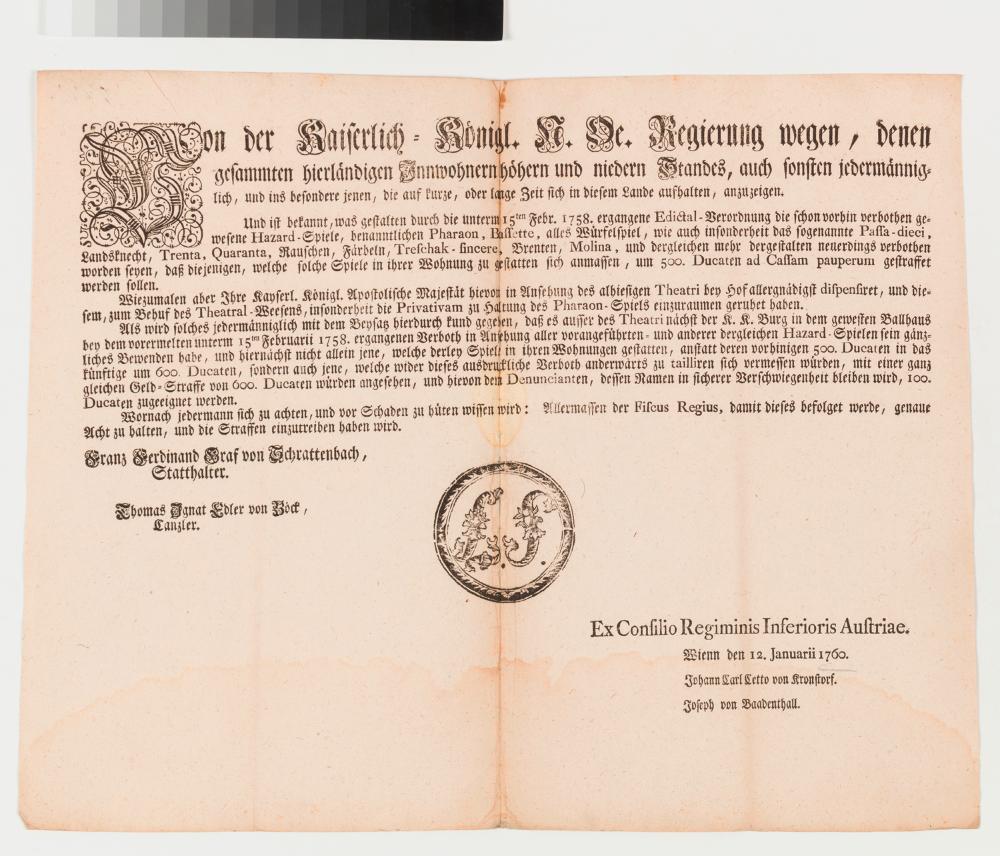 Von der Kaiserlich-Königl. N. Oe. Regierung wegen, denen
gesammten hierländigen Innwohnern höhern und niedern Standes, auch sonsten jedermännig-
lich, und ins besondere jenen, die auf kurze, oder lange Zeit sich in diesem Lande aufhalten, anzuzeigen.
Und ist bekannt, was gestalten durch die unterm 15ten Febr. 1758. ergangene Edictal-Verordnung die schon vorhin verbothen ge-
wesene Hazard-Spiele, benanntlichen Pharaon, Bassette, alles Würfelspiel, wie auch insonderheit das sogenannte Passa-dieci,
Landsknecht, Trenta, Quaranta, Rauschen, Färbeln, Treschak-sincere, Brenten, Molina, und dergleichen mehr dergestalten neuerdings verbothen
worden seyen, daß diejenigen, welche solche Spiele in ihrer Wohnung zu gestatten sich anmassen, um 500. Ducaten ad Cassam pauperum gestraffet
werden sollen.
Wiezumalen aber Ihre Kayserl. Königl. Apostolische Majestät hievon in Ansehung des alhiesigen Theatri bey Hof allergnädigst dispensiret, und die-
sem, zum Behuf des Theatral-Weesens, insonderheit die Privativam zu Haltung des Pharaon-Spiels einzuraumen geruhet haben.
Als wird solches jedermänniglich mit dem Beysatz hierdurch kund gegeben, daß es ausser des Theatri nächst der K. K. Burg in dem gewesten Ballhaus
bey dem vorermelten unterm 15ten Februarii 1758. ergangenen Verboth in Ansehung aller vorangeführten- und anderer dergleichen Hazard-Spielen sein gänz-
liches Bewenden habe, und hiernächst nicht allein jene, welche derley Spiele in ihren Wohnungen gestatten, anstatt deren vorhinigen 500. Ducaten in das
künftige um 600. Ducaten, sondern auch jene, welche wider dieses ausdruckliche Verboth anderwärts zu tailliren sich vermessen würden, mit einer ganz
gleichen Geld-Straffe von 600. Ducaten würden angesehen, und hievon dem Denuncianten, dessen Namen in sicherer Verschwiegenheit bleiben wird, 100.
Ducaten zugeeignet werden.
Wornach jedermann sich zu achten, und vor Schaden zu hüten wissen wird: Allermassen der Fiscus Regius, damit dieses befolget werde, genaue
Acht zu halten, und die Straffen einzutreiben haben wird.
Franz Ferdinand Graf von Schrattenbach,
Statthalter.
Thomas Ignat Edler von Pöck,
Canzler.
L. S.
Ex Consilio Regiminis Inferioris Austriae.
Wienn den 12. Januarii 1760.
Johann Carl Cetto von Kronstorf.
Joseph von Baadenthall.